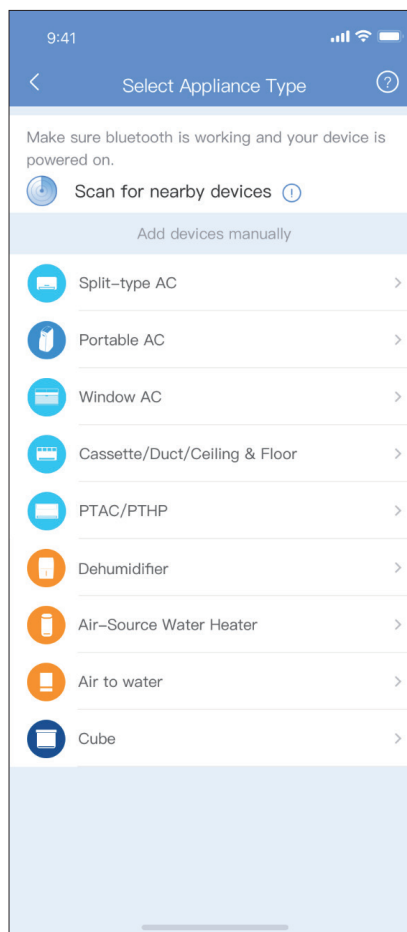 9:41
Select Appliance Type
Make sure bluetooth is working and your device is
powered on.
Scan for nearby devices
Add devices manually
Split-type AC
Portable AC
Window AC
Cassette/Duct/Ceiling & Floor
PTAC/PTHP
Dehumidifier
Air-Source Water Heater
Air to water
Cube